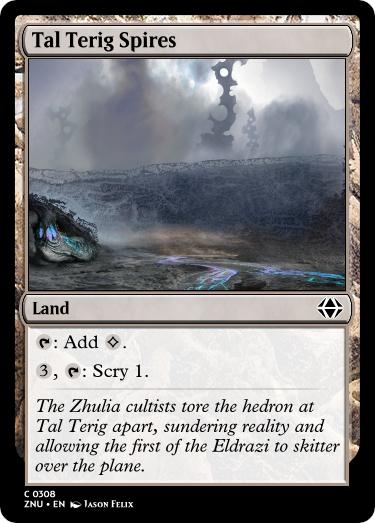 Tal Terig Spires
Land
: Add .
3, : Scry 1.
The Zhulia cultists tore the hedron at
Tal Terig apart, sundering reality and
allowing the first of the Eldrazi to skitter
over the plane.
C 0308
ZNU • EN Jason Felix